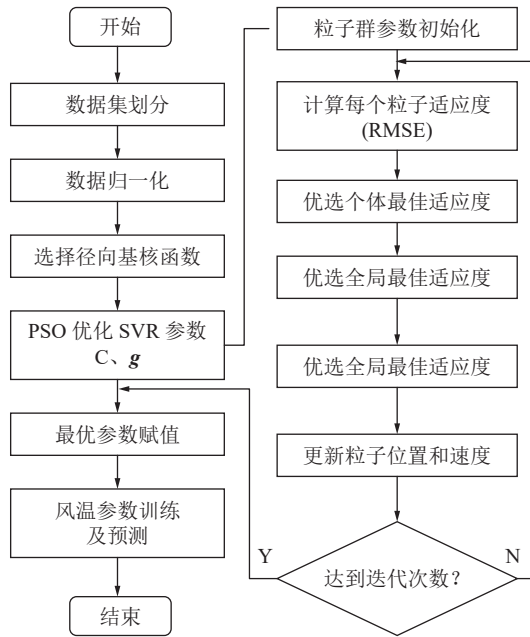 开始
数据集划分
数据归一化
选择径向基核函数
PSO 优化 SVR 参数
C、g
最优参数赋值
风温参数训练
及预测
结束
粒子群参数初始化
计算每个粒子适应度
(RMSE)
优选个体最佳适应度
优选全局最佳适应度
优选全局最佳适应度
更新粒子位置和速度
达到迭代次数？
Y
N